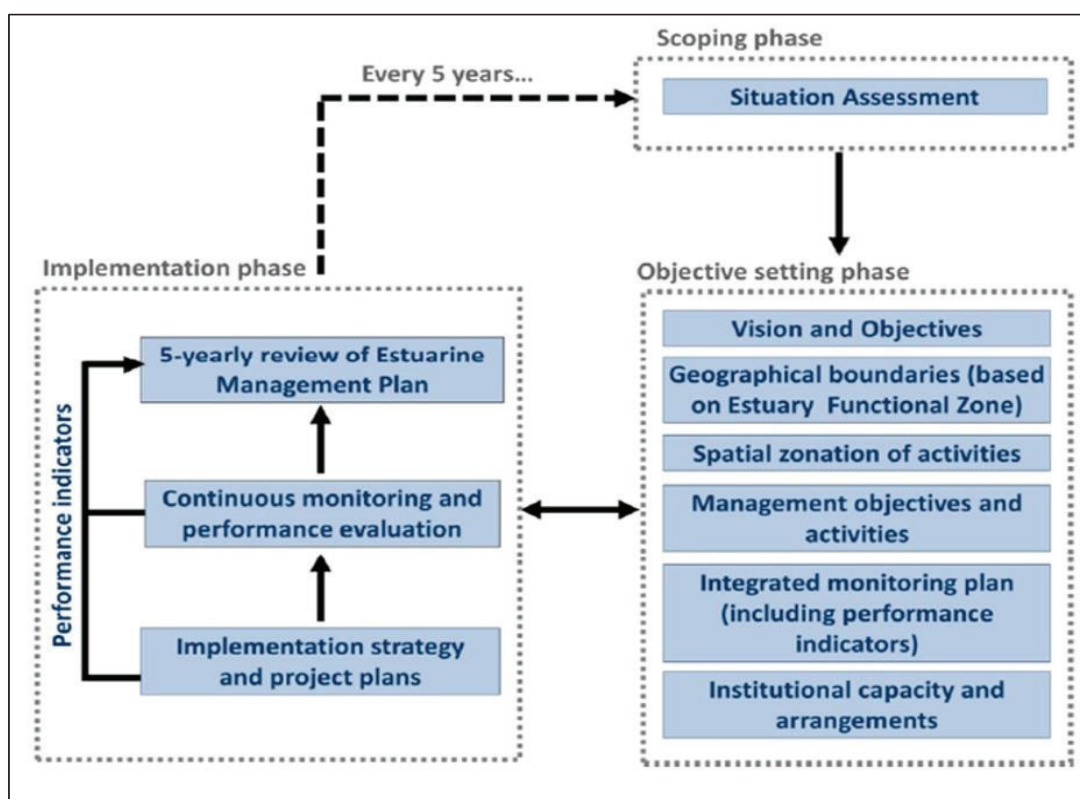 Scoping phase
Every 5 years...
Situation Assessment
Implementation phase
Objective setting phase
5-yearly review of Estuarine
Management Plan
Continuous monitoring and
performance evaluation
Implementation strategy
and project plans
Performance indicators
Vision and Objectives
Geographical boundaries (based
on Estuary Functional Zone)
Spatial zonation of activities
Management objectives and
activities
Integrated monitoring plan
(including performance
indicators)
Institutional capacity and
arrangements